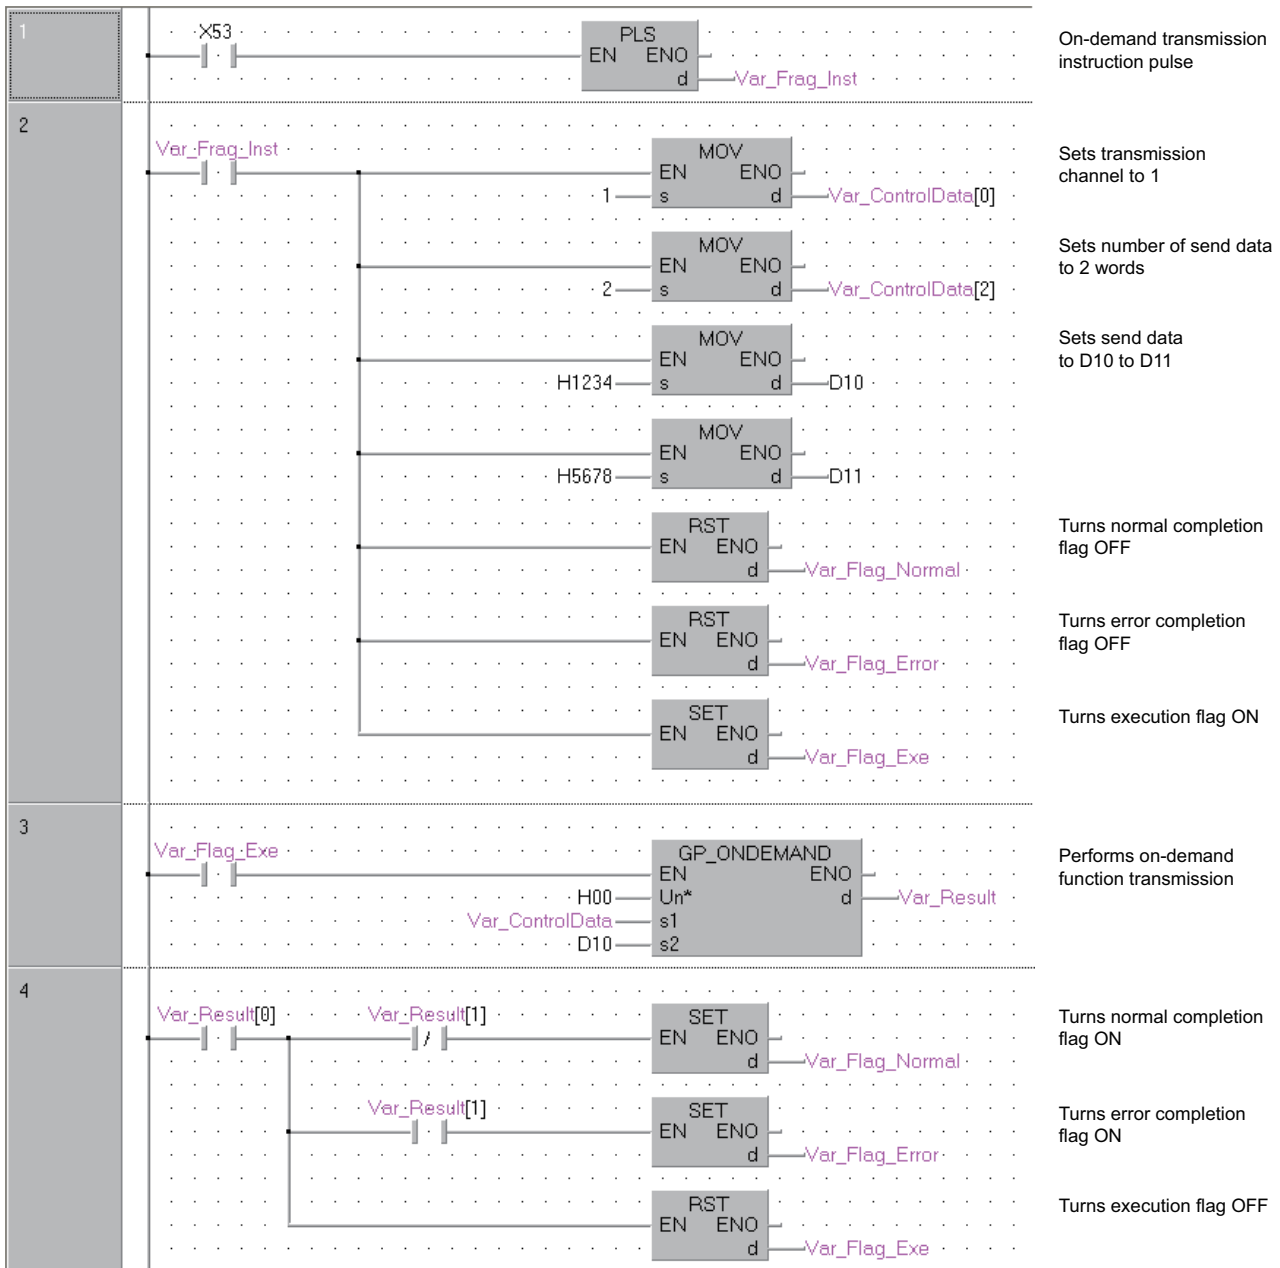 1
X53
PLS
EN ENO
d Var_Frag_Inst
On-demand transmission
instruction pulse
2
Var_Frag_Inst
MOV
EN ENO
1 s d Var_ControlData[0]
Sets transmission
channel to 1
MOV
EN ENO
2 s d Var_ControlData[2]
Sets number of send data
to 2 words
MOV
EN ENO
H1234 s d D10
Sets send data
to D10 to D11
MOV
EN ENO
H5678 s d D11
RST
EN ENO
d Var_Flag_Normal
Turns normal completion
flag OFF
RST
EN ENO
d Var_Flag_Error
Turns error completion
flag OFF
SET
EN ENO
d Var_Flag_Exe
Turns execution flag ON
3
Var_Flag_Exe
GP_ONDEMAND
EN ENO
H00 Un* d Var_Result
Var_ControlData s1
D10 s2
Performs on-demand
function transmission
4
Var_Result[0] Var_Result[1]
SET
EN ENO
d Var_Flag_Normal
Turns normal completion
flag ON
Var_Result[1]
SET
EN ENO
d Var_Flag_Error
Turns error completion
flag ON
RST
EN ENO
d Var_Flag_Exe
Turns execution flag OFF